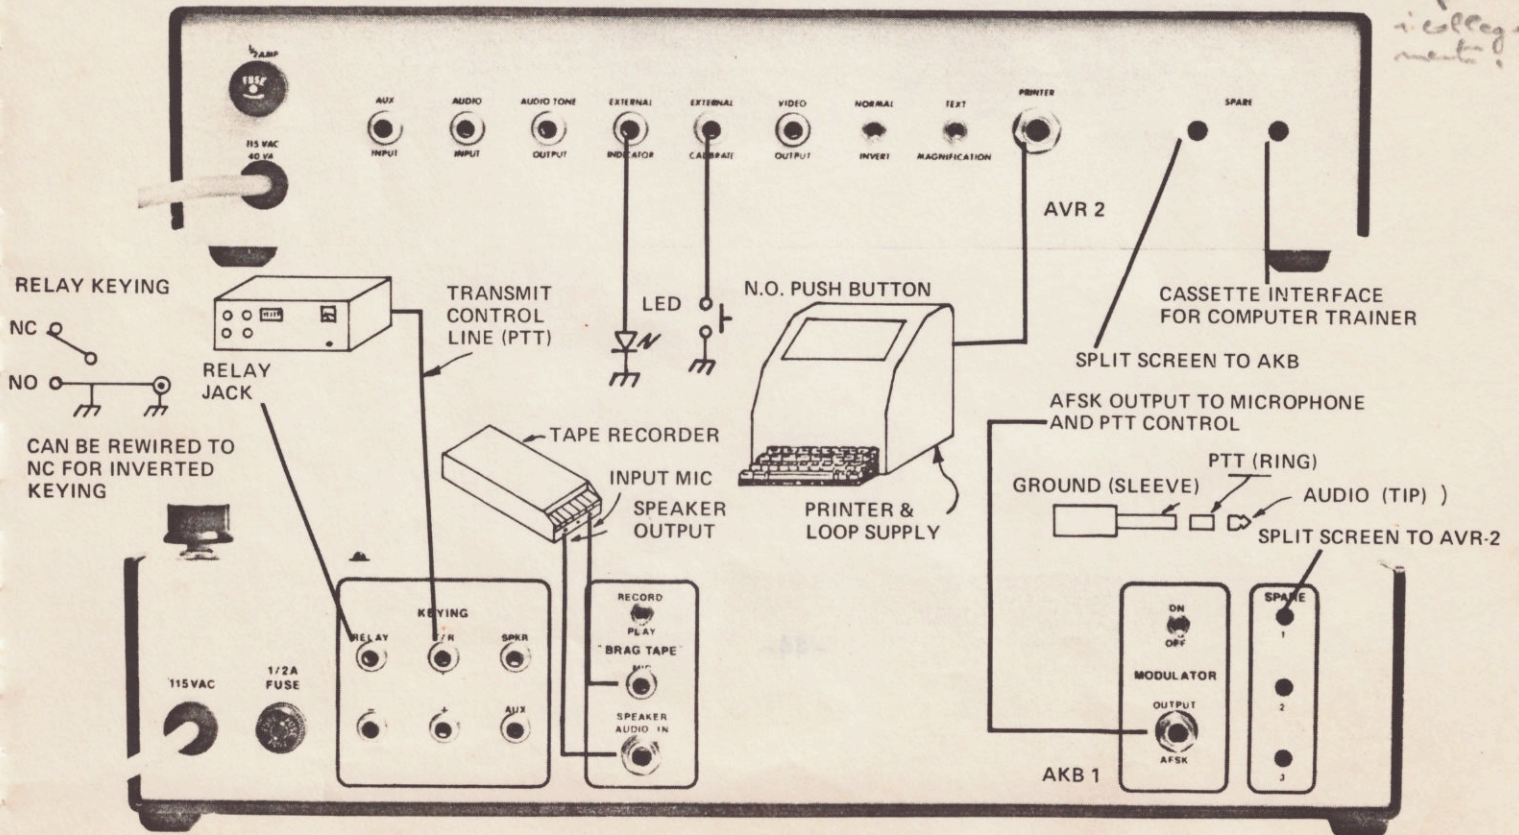 i colleg
menti.
1/2 AMP
FUSE
115 VAC
40 VA
AUX
INPUT
AUDIO
INPUT
AUDIO TONE
OUTPUT
EXTERNAL
INDICATOR
EXTERNAL
CALIBRATE
VIDEO
OUTPUT
NORMAL
INVERT
TEXT
MAGNIFICATION
PRINTER
SPARE
AVR 2
RELAY KEYING
NC
NO
CAN BE REWIRED TO
NC FOR INVERTED
KEYING
RELAY
JACK
TRANSMIT
CONTROL
LINE (PTT)
LED
N.O. PUSH BUTTON
CASSETTE INTERFACE
FOR COMPUTER TRAINER
SPLIT SCREEN TO AKB
AFSK OUTPUT TO MICROPHONE
AND PTT CONTROL
TAPE RECORDER
INPUT MIC
SPEAKER
OUTPUT
PRINTER &
LOOP SUPPLY
GROUND (SLEEVE)
PTT (RING)
AUDIO (TIP) )
SPLIT SCREEN TO AVR-2
115VAC
1/2A
FUSE
KEYING
RELAY
T/R
SPKR
−
+
AUX
RECORD
PLAY
"BRAG TAPE"
MIC
SPEAKER
AUDIO IN
ON
OFF
MODULATOR
OUTPUT
AFSK
AKB 1
SPARE
1
2
3